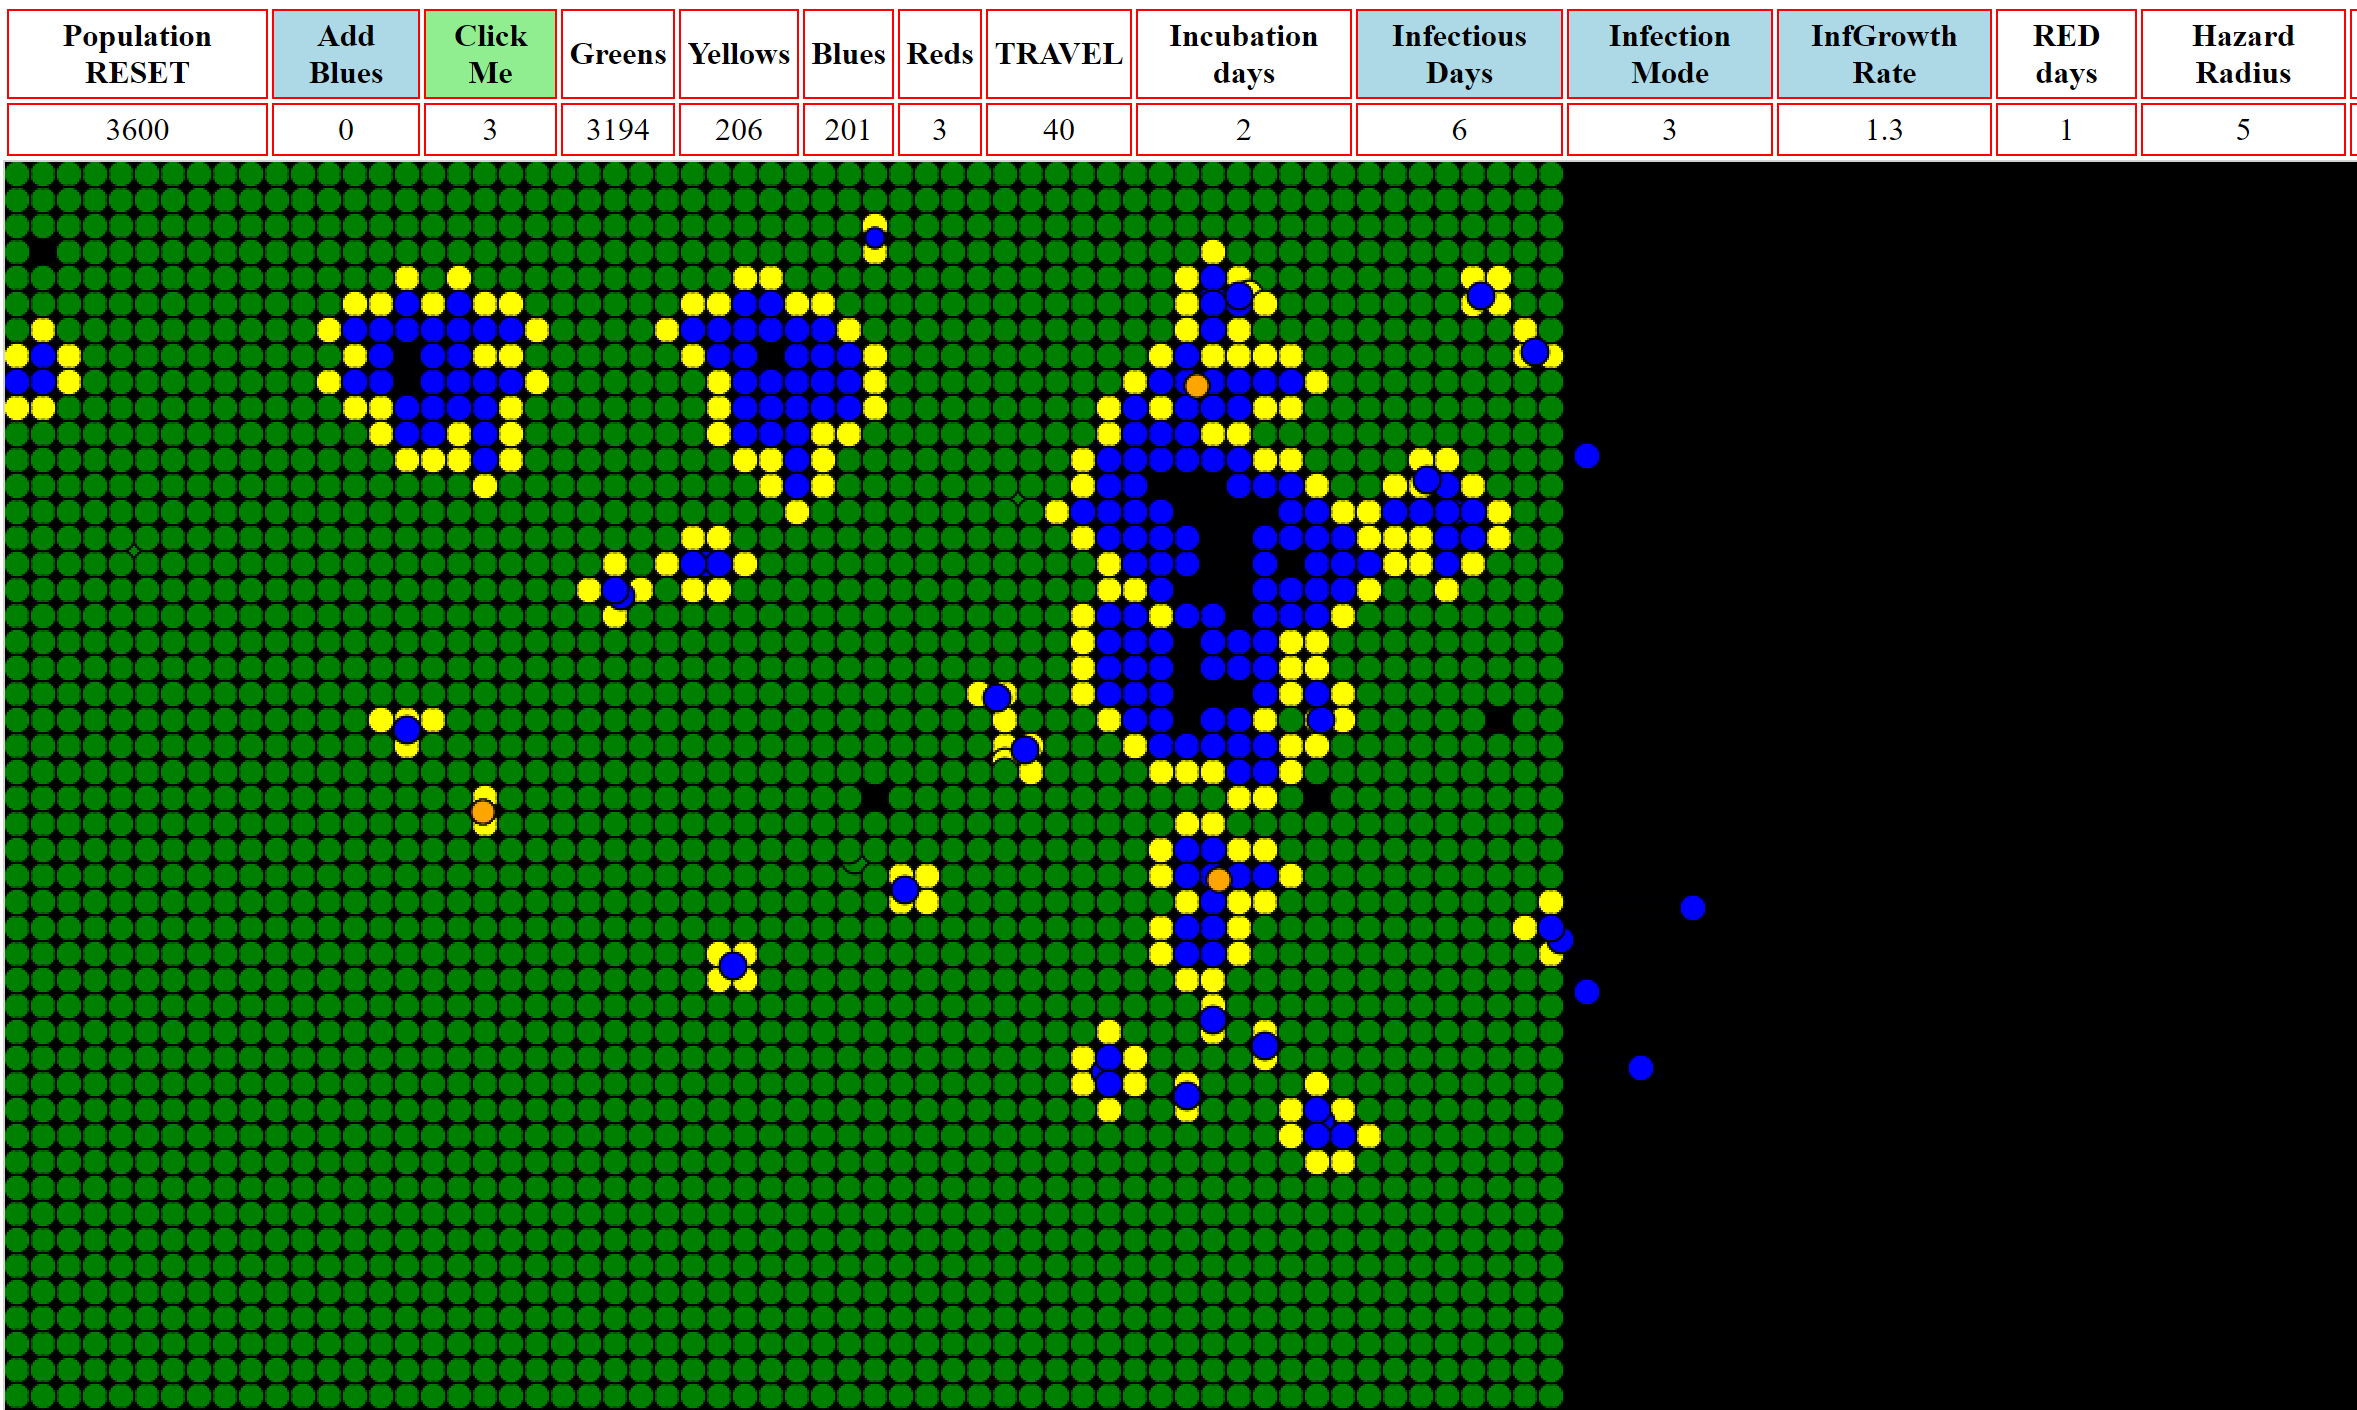 Population RESET Add Blues Click Me Greens Yellows Blues Reds TRAVEL Incubation days Infectious Days Infection Mode InfGrowth Rate RED days Hazard Radius
3600 0 3 3194 206 201 3 40 2 6 3 1.3 1 5